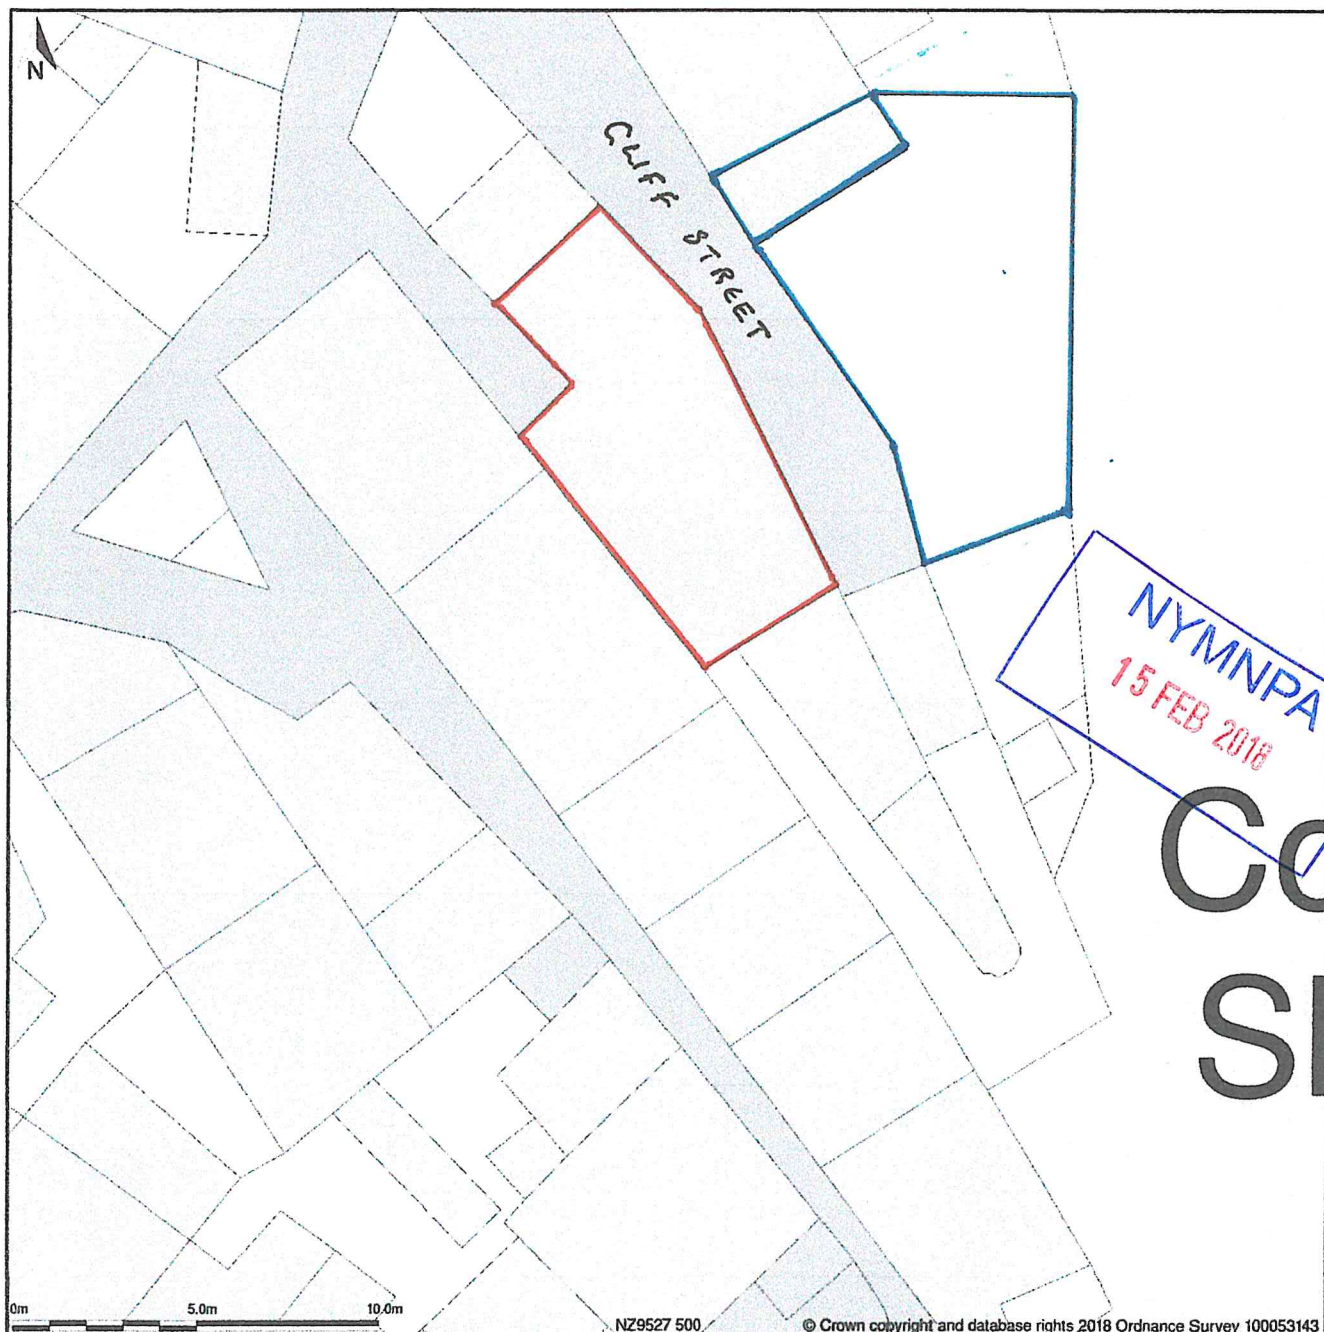 N
CLIFF STREET
NYMNPA
15 FEB 2018
Co
Sl
0m 5.0m 10.0m
NZ9527 500
© Crown copyright and database rights 2018 Ordnance Survey 100053143